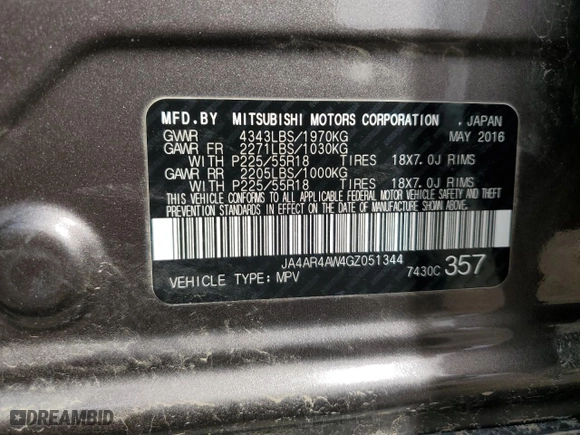 MFD.BY MITSUBISHI MOTORS CORPORATION . JAPAN
GVWR 4343LBS/1970KG MAY 2016
GAWR FR 2271LBS/1030KG
WITH P225/55R18 TIRES 18X7.0J RIMS
GAWR RR 2205LBS/1000KG
WITH P225/55R18 TIRES 18X7.0J RIMS
THIS VEHICLE CONFORMS TO ALL APPLICABLE FEDERAL MOTOR VEHICLE SAFETY AND THEFT
PREVENTION STANDARDS IN EFFECT ON THE DATE OF MANUFACTURE SHOWN ABOVE.
JA4AR4AW4GZ051344
VEHICLE TYPE: MPV 7430C 357
DREAMBID